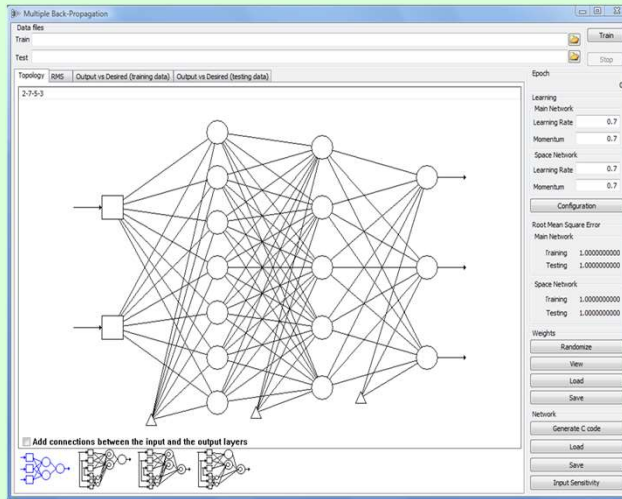 Multiple Back-Propagation
Data files
Train
Train
Test
Stop
Topology RMS Output vs Desired (training data) Output vs Desired (testing data)
2-7-5-3
Epoch
0
Learning
Main Network
Learning Rate 0.7
Momentum 0.7
Space Network
Learning Rate 0.7
Momentum 0.7
Configuration
Root Mean Square Error
Main Network
Training 1.0000000000
Testing 1.0000000000
Space Network
Training 1.0000000000
Testing 1.0000000000
Weights
Randomize
View
Load
Save
Network
Generate C code
Load
Save
Input Sensitivity
Add connections between the input and the output layers